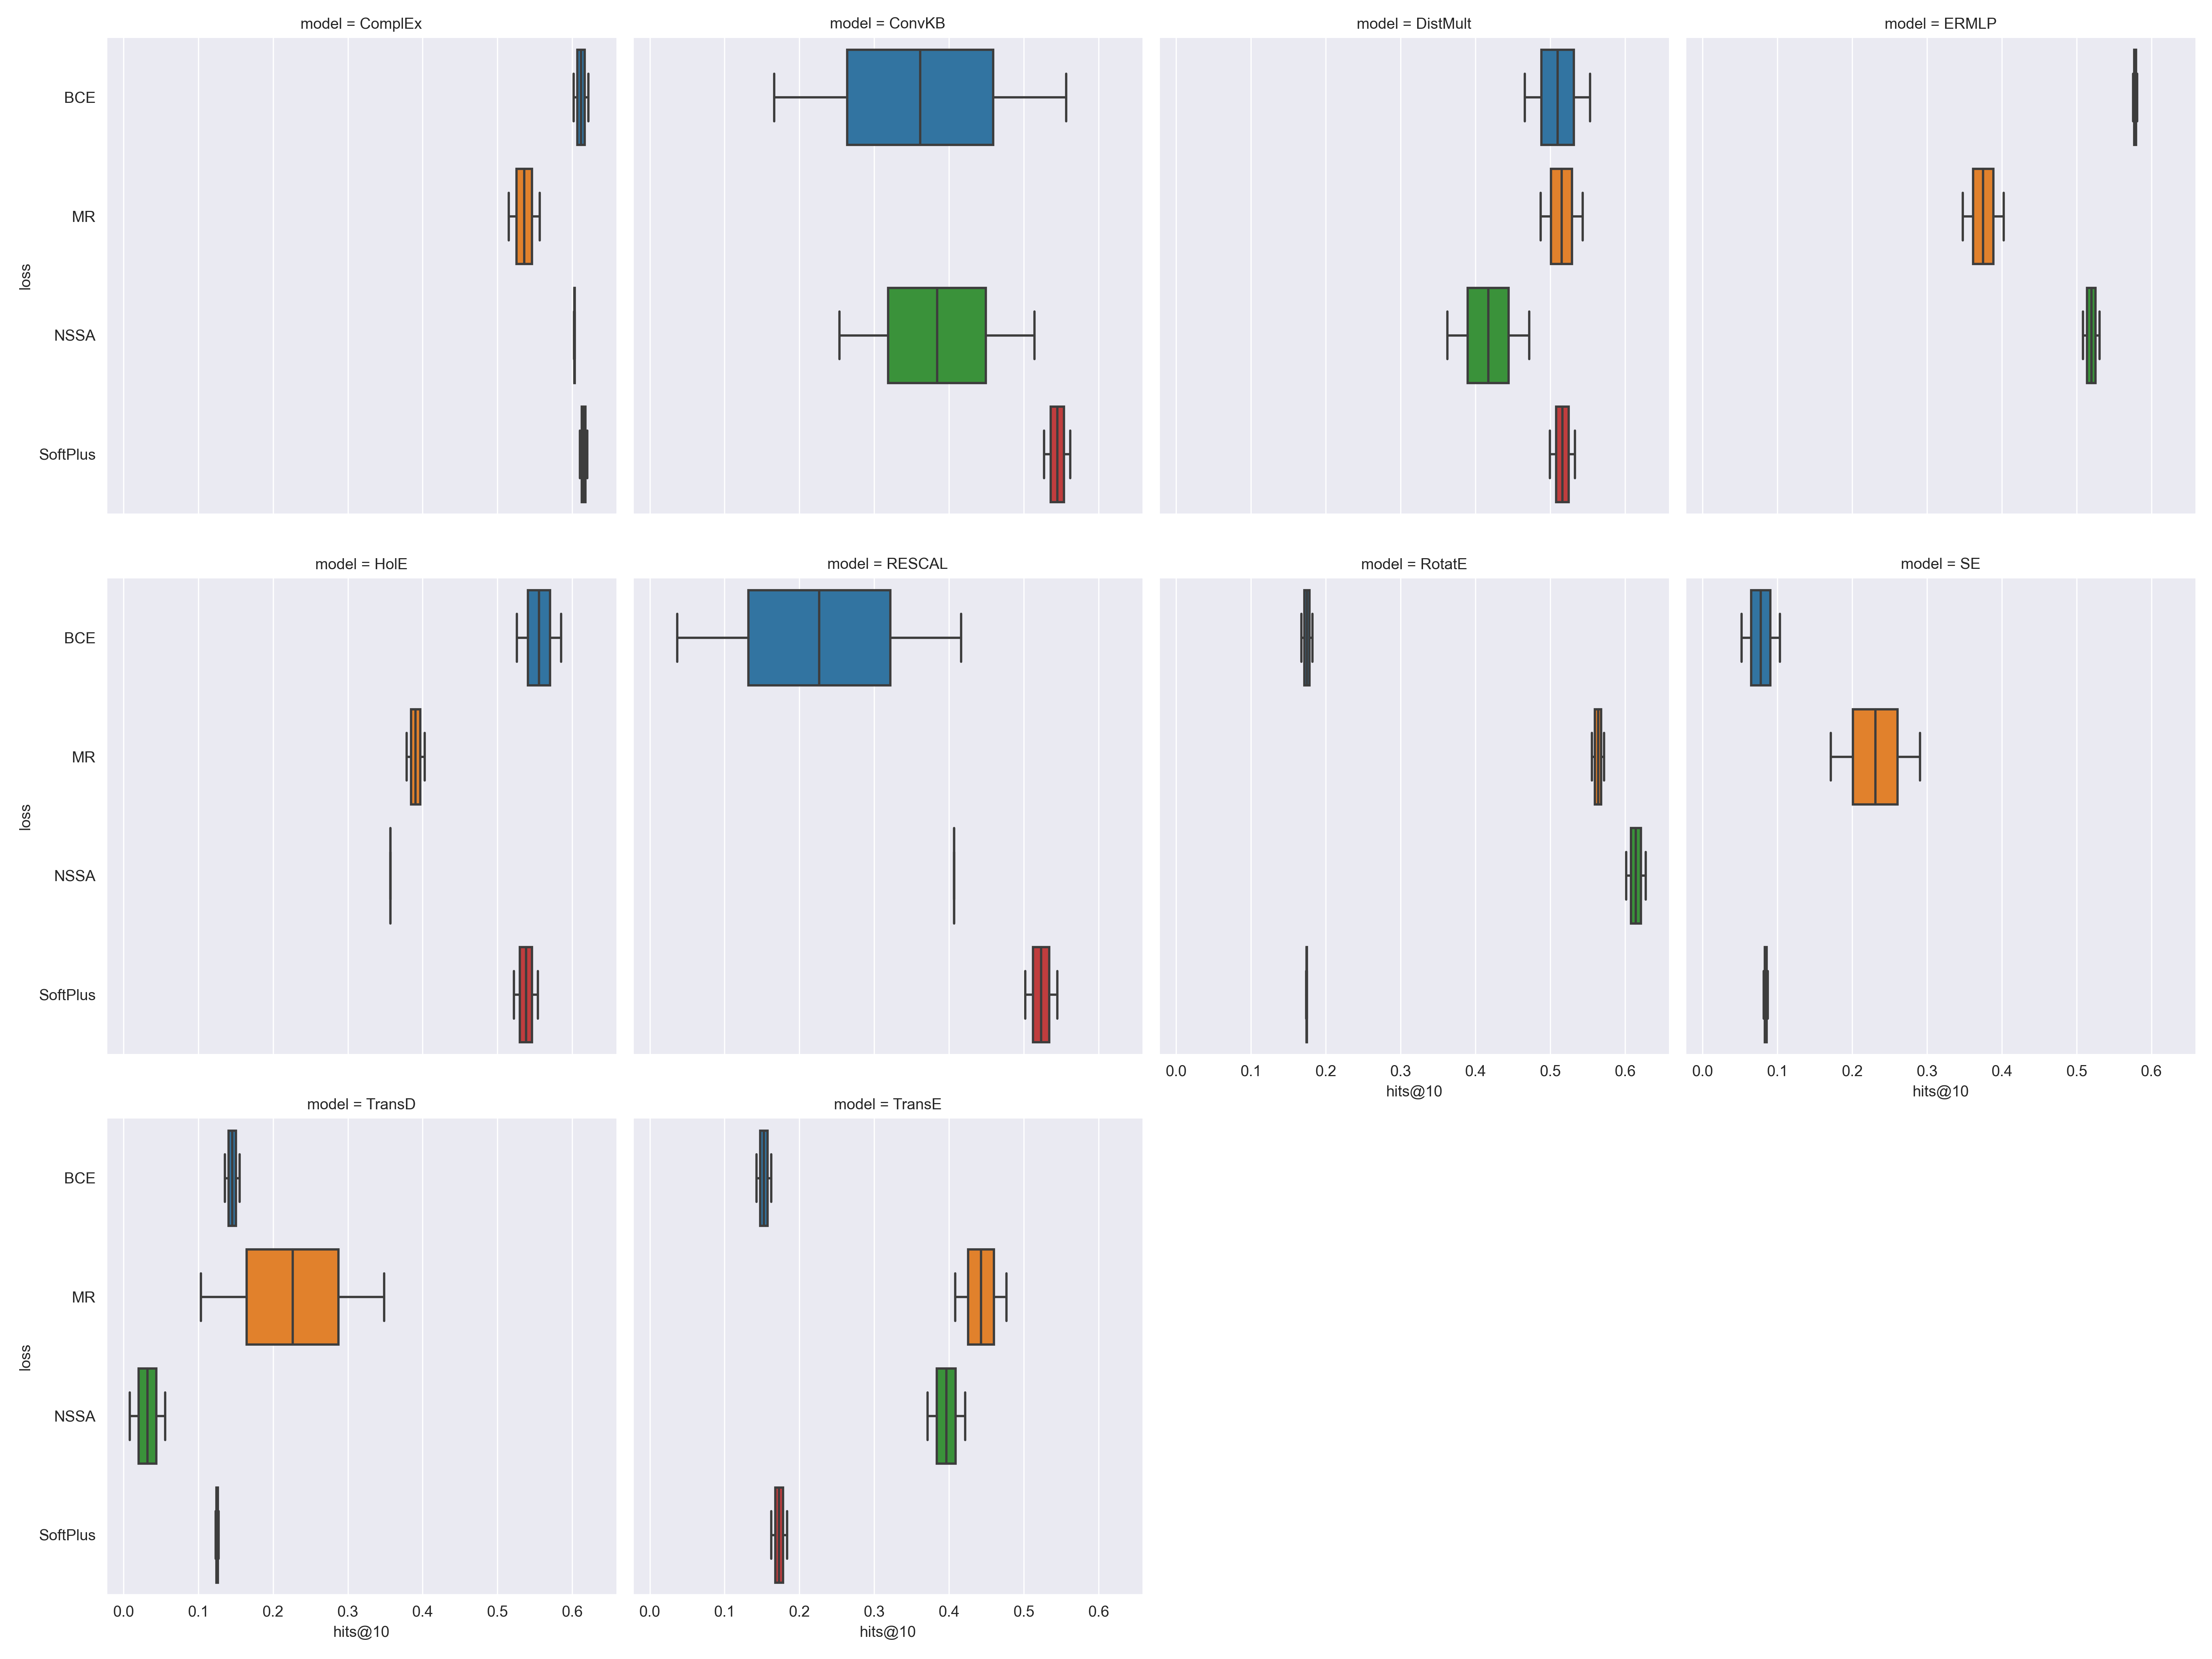 model = ComplEx
model = ConvKB
model = DistMult
model = ERMLP
BCE
MR
NSSA
SoftPlus
loss
model = HolE
model = RESCAL
model = RotatE
model = SE
BCE
MR
NSSA
SoftPlus
loss
0.0 0.1 0.2 0.3 0.4 0.5 0.6
hits@10
0.0 0.1 0.2 0.3 0.4 0.5 0.6
hits@10
model = TransD
model = TransE
BCE
MR
NSSA
SoftPlus
loss
0.0 0.1 0.2 0.3 0.4 0.5 0.6
hits@10
0.0 0.1 0.2 0.3 0.4 0.5 0.6
hits@10